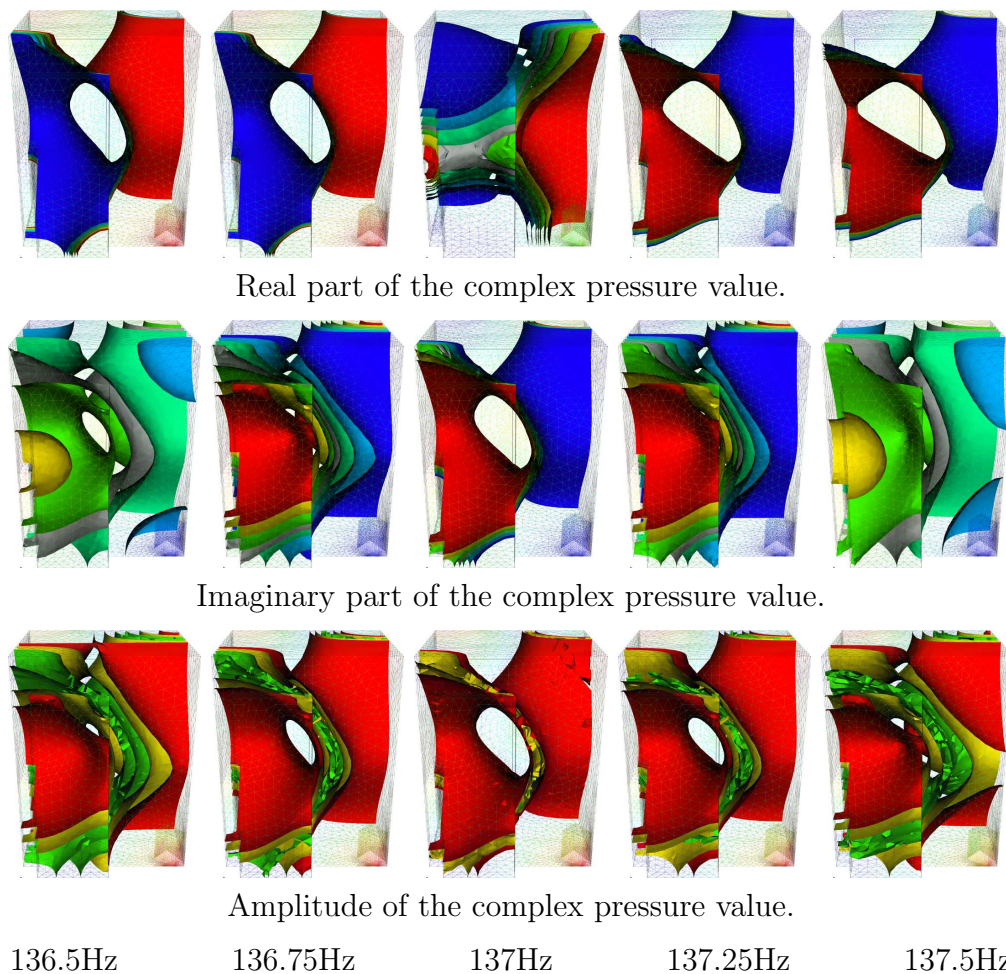 Real part of the complex pressure value.
Imaginary part of the complex pressure value.
Amplitude of the complex pressure value.
136.5Hz 136.75Hz 137Hz 137.25Hz 137.5Hz